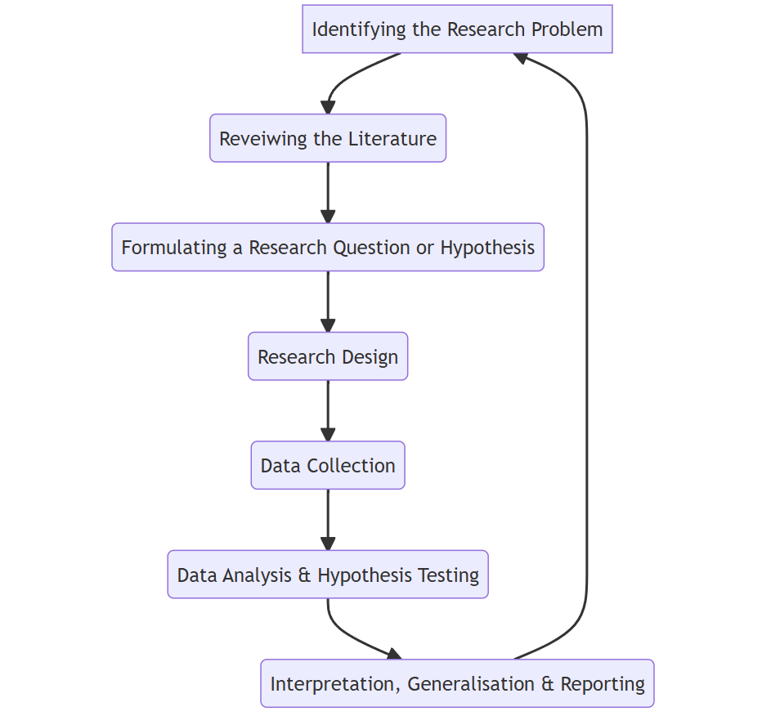 Identifying the Research Problem
Reveiwing the Literature
Formulating a Research Question or Hypothesis
Research Design
Data Collection
Data Analysis & Hypothesis Testing
Interpretation, Generalisation & Reporting